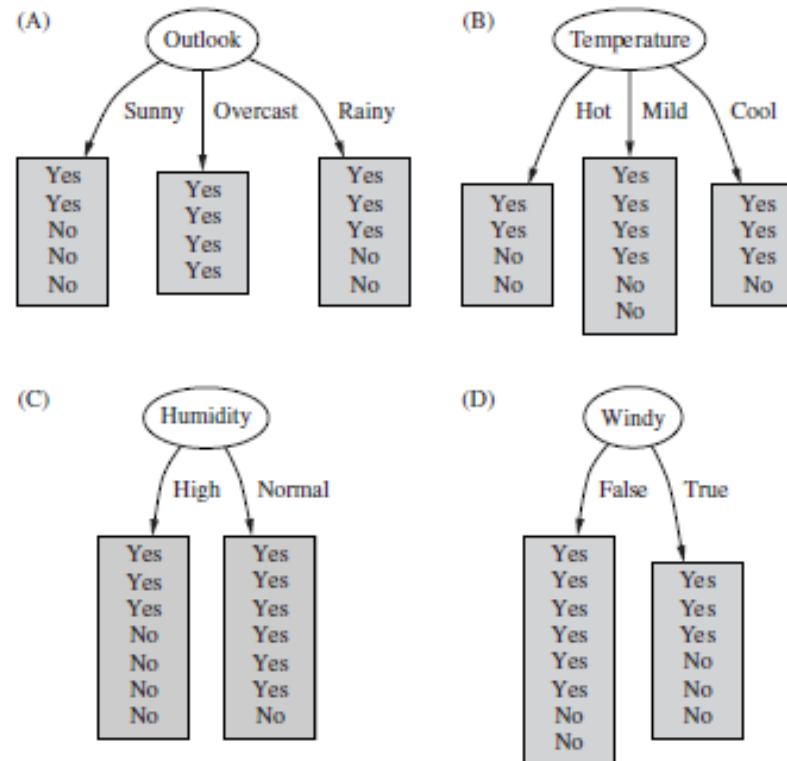 (A)
Outlook
Sunny
Overcast
Rainy
Yes
Yes
No
No
No
Yes
Yes
Yes
Yes
Yes
Yes
Yes
No
No
(B)
Temperature
Hot
Mild
Cool
Yes
Yes
No
No
Yes
Yes
Yes
Yes
No
No
Yes
Yes
Yes
No
(C)
Humidity
High
Normal
Yes
Yes
Yes
No
No
No
No
Yes
Yes
Yes
Yes
Yes
Yes
No
(D)
Windy
False
True
Yes
Yes
Yes
Yes
Yes
Yes
No
No
Yes
Yes
Yes
No
No
No